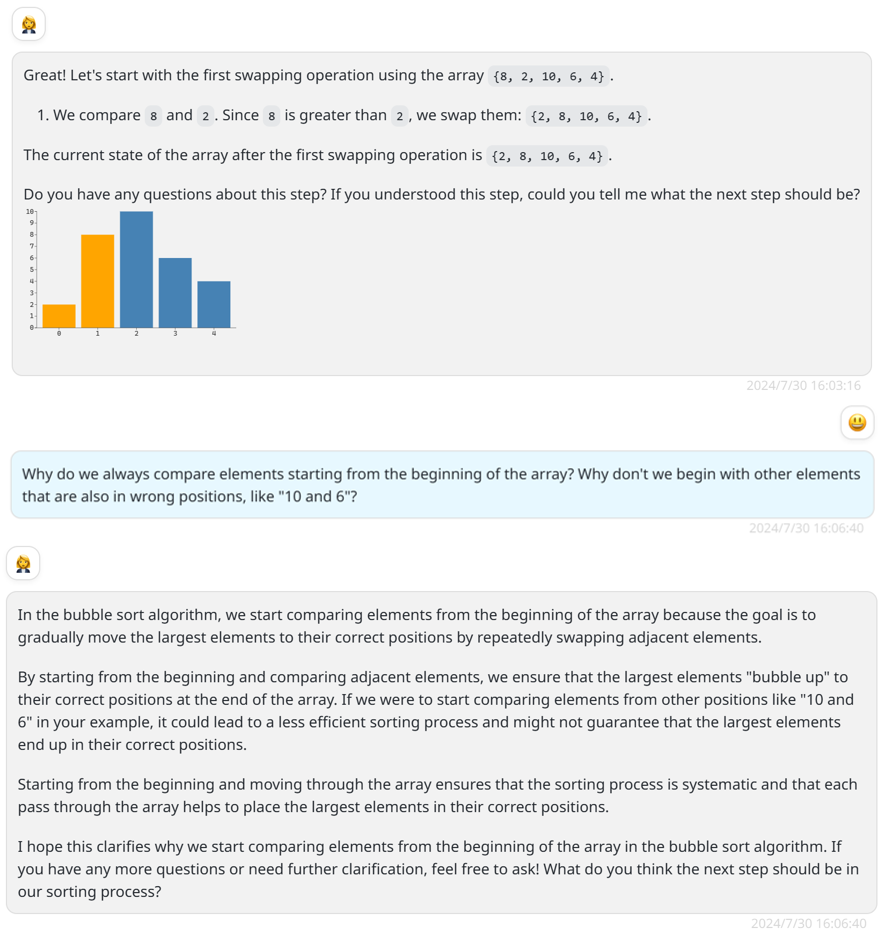 Great! Let's start with the first swapping operation using the array {8, 2, 10, 6, 4}.
1. We compare 8 and 2. Since 8 is greater than 2, we swap them: {2, 8, 10, 6, 4}.
The current state of the array after the first swapping operation is {2, 8, 10, 6, 4}.
Do you have any questions about this step? If you understood this step, could you tell me what the next step should be?
10
9
8
7
6
5
4
3
2
1
0
0 1 2 3 4
2024/7/30 16:03:16
Why do we always compare elements starting from the beginning of the array? Why don't we begin with other elements
that are also in wrong positions, like "10 and 6"?
2024/7/30 16:06:40
In the bubble sort algorithm, we start comparing elements from the beginning of the array because the goal is to
gradually move the largest elements to their correct positions by repeatedly swapping adjacent elements.
By starting from the beginning and comparing adjacent elements, we ensure that the largest elements "bubble up" to
their correct positions at the end of the array. If we were to start comparing elements from other positions like "10 and
6" in your example, it could lead to a less efficient sorting process and might not guarantee that the largest elements
end up in their correct positions.
Starting from the beginning and moving through the array ensures that the sorting process is systematic and that each
pass through the array helps to place the largest elements in their correct positions.
I hope this clarifies why we start comparing elements from the beginning of the array in the bubble sort algorithm. If
you have any more questions or need further clarification, feel free to ask! What do you think the next step should be in
our sorting process?
2024/7/30 16:06:40